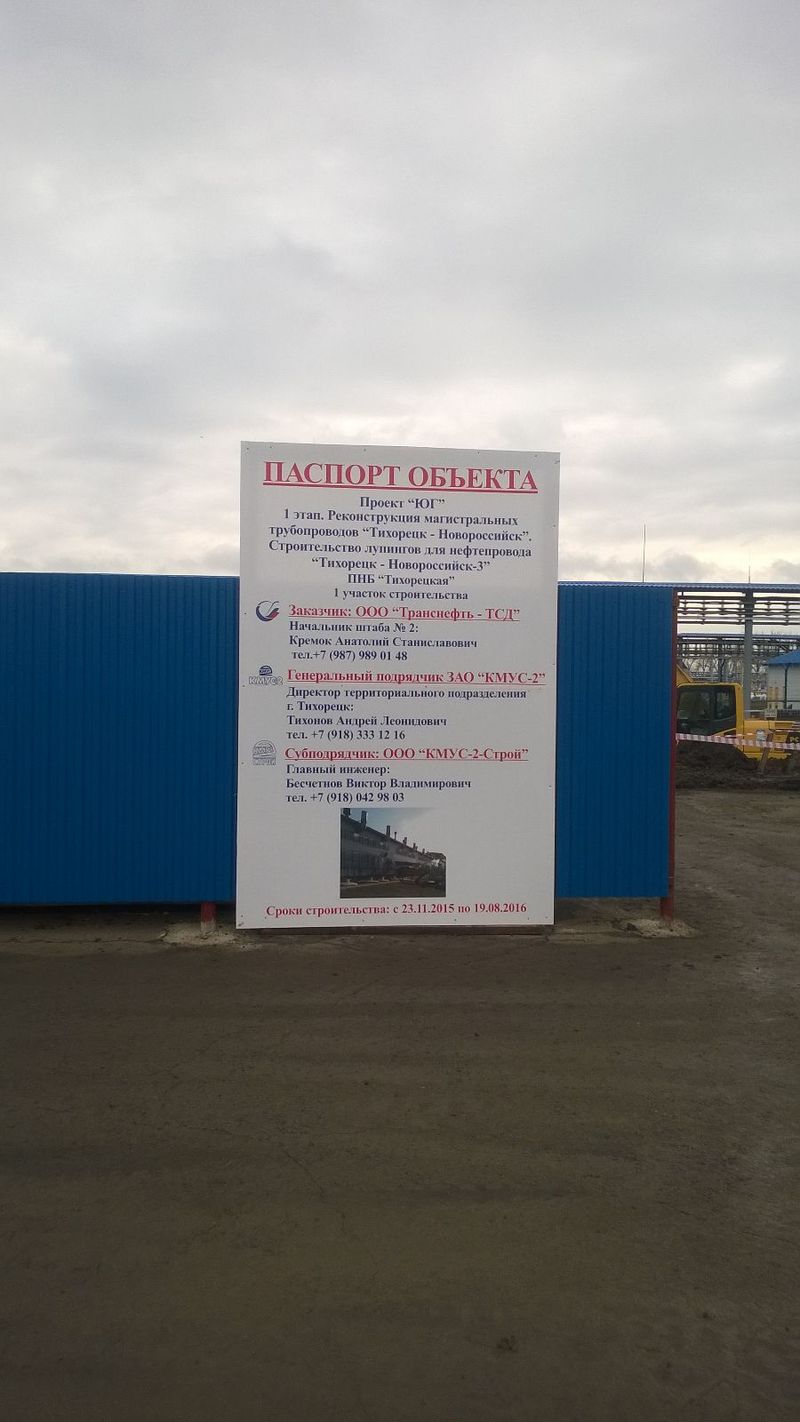 ПАСПОРТ ОБЪЕКТА
Проект “ЮГ”
1 этап. Реконструкция магистральных
трубопроводов “Тихорецк - Новороссийск”.
Строительство лупингов для нефтепровода
“Тихорецк - Новороссийск-3”
ПНБ “Тихорецкая”
1 участок строительства
Заказчик: ООО “Транснефть - ТСД”
Начальник штаба № 2:
Кремок Анатолий Станиславович
тел.+7 (987) 989 01 48
КМУС-2
Генеральный подрядчик ЗАО “КМУС-2”
Директор территориального подразделения
г. Тихорецк:
Тихонов Андрей Леонидович
тел. +7 (918) 333 12 16
Субподрядчик: ООО “КМУС-2-Строй”
Главный инженер:
Бесчетнов Виктор Владимирович
тел. +7 (918) 042 98 03
Сроки строительства: с 23.11.2015 по 19.08.2016